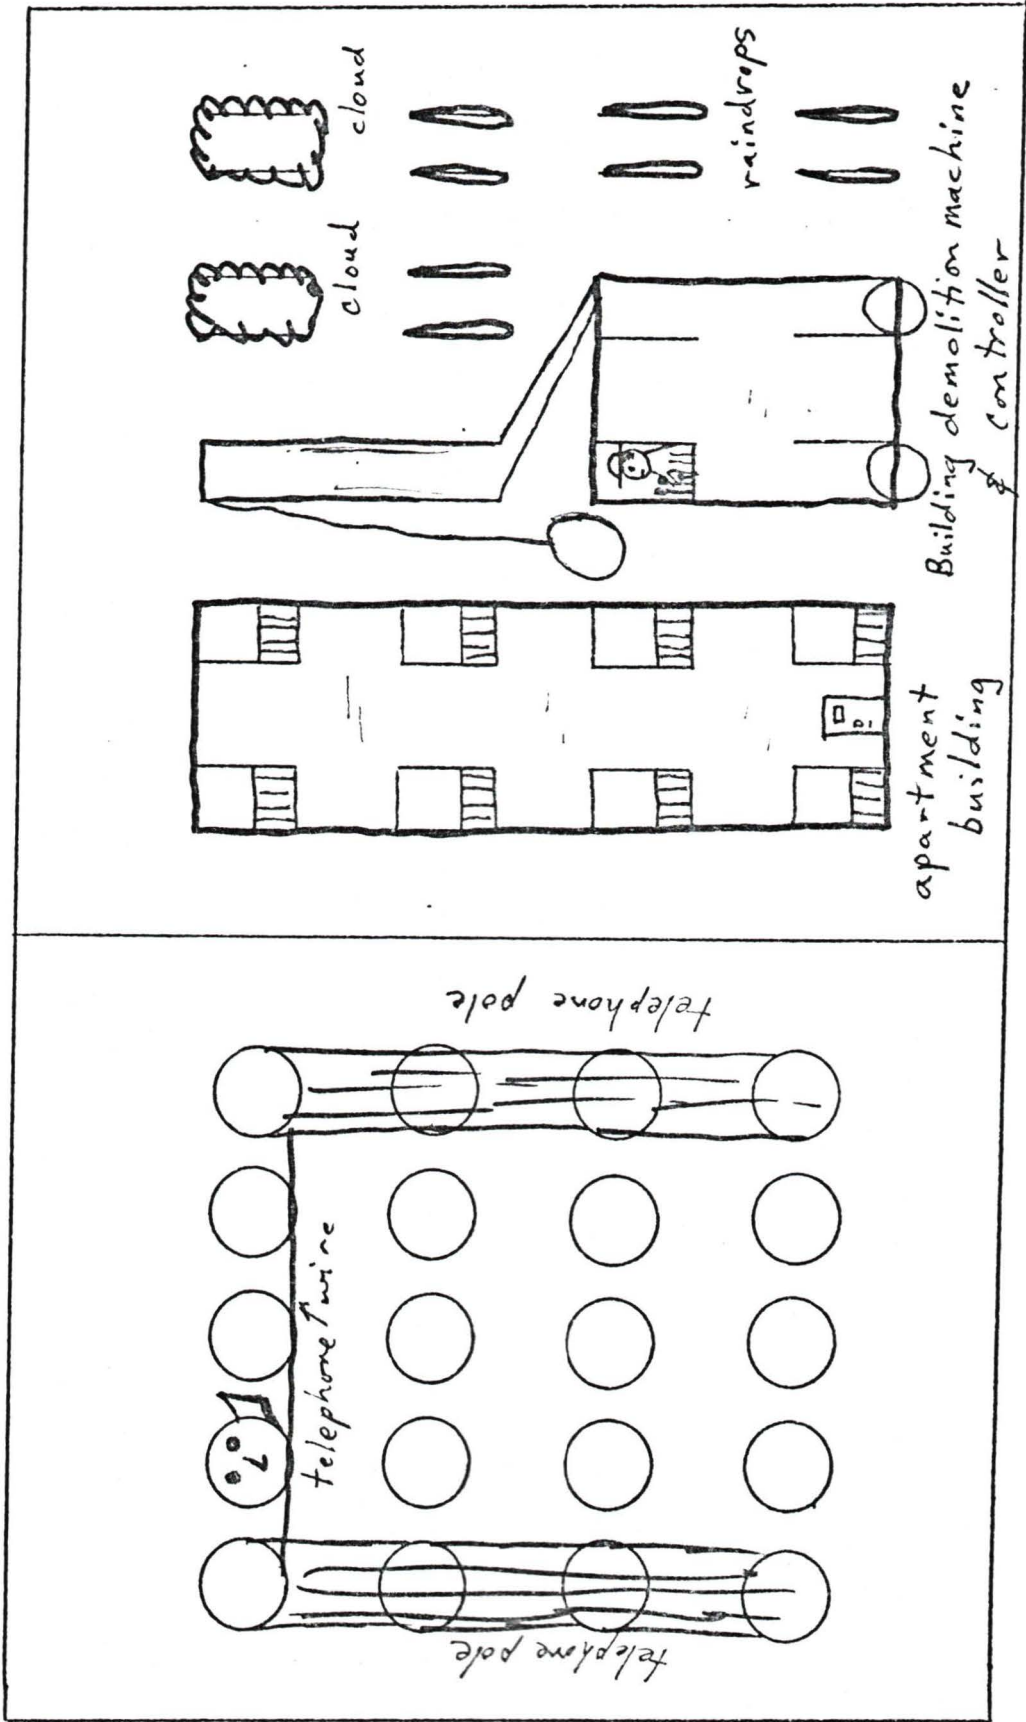 cloud
cloud
raindrops
Building demolition machine
& controller
apartment
building
telephone pole
telephone wire
telephone pole